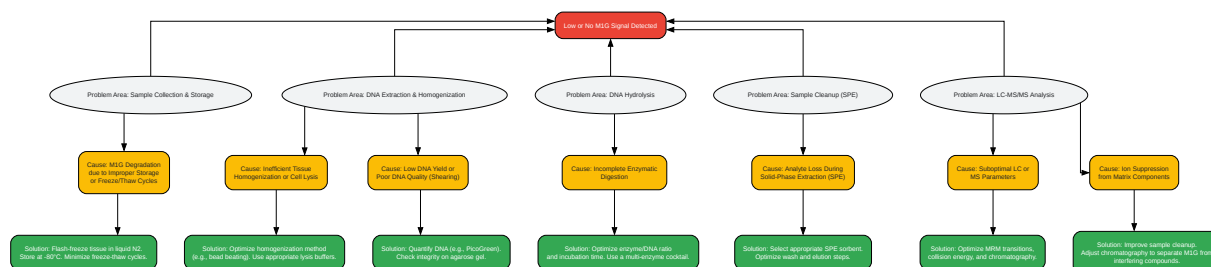 Low or No M1G Signal Detected
Problem Area: Sample Collection & Storage
Problem Area: DNA Extraction & Homogenization
Problem Area: DNA Hydrolysis
Problem Area: Sample Cleanup (SPE)
Problem Area: LC-MS/MS Analysis
Cause: M1G Degradation
due to Improper Storage
or Freeze/Thaw Cycles
Cause: Inefficient Tissue
Homogenization or Cell Lysis
Cause: Low DNA Yield or
Poor DNA Quality (Shearing)
Cause: Incomplete Enzymatic
Digestion
Cause: Analyte Loss During
Solid-Phase Extraction (SPE)
Cause: Suboptimal LC or
MS Parameters
Cause: Ion Suppression
from Matrix Components
Solution: Flash-freeze tissue in liquid N2.
Store at -80°C. Minimize freeze-thaw cycles.
Solution: Optimize homogenization method
(e.g., bead beating). Use appropriate lysis buffers.
Solution: Quantify DNA (e.g., PicoGreen).
Check integrity on agarose gel.
Solution: Optimize enzyme/DNA ratio
and incubation time. Use a multi-enzyme cocktail.
Solution: Select appropriate SPE sorbent.
Optimize wash and elution steps.
Solution: Optimize MRM transitions,
collision energy, and chromatography.
Solution: Improve sample cleanup.
Adjust chromatography to separate M1G from
interfering compounds.